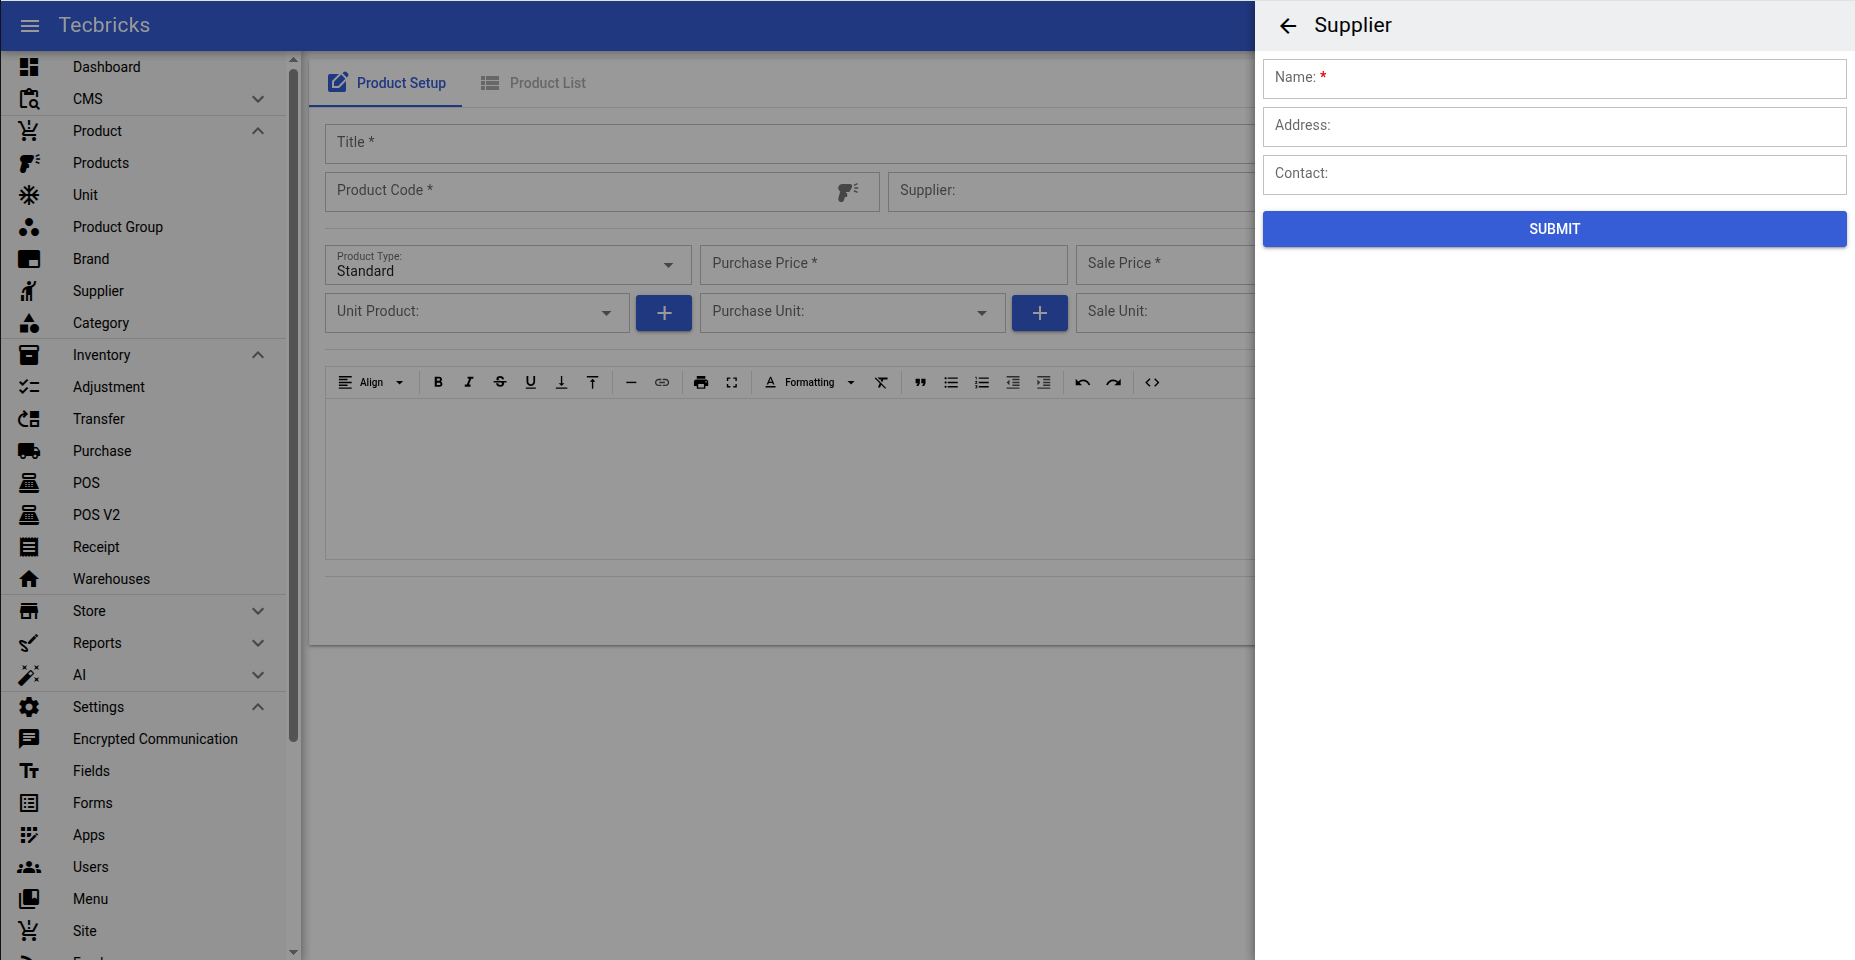 Tecbricks
Dashboard
CMS
Product
Products
Unit
Product Group
Brand
Supplier
Category
Inventory
Adjustment
Transfer
Purchase
POS
POS V2
Receipt
Warehouses
Store
Reports
AI
Settings
Encrypted Communication
Fields
Forms
Apps
Users
Menu
Site
Product Setup
Product List
Title *
Product Code *
Supplier:
Product Type:
Standard
Purchase Price *
Sale Price *
Unit Product:
Purchase Unit:
Sale Unit:
Align
Formatting
Supplier
Name: *
Address:
Contact:
SUBMIT